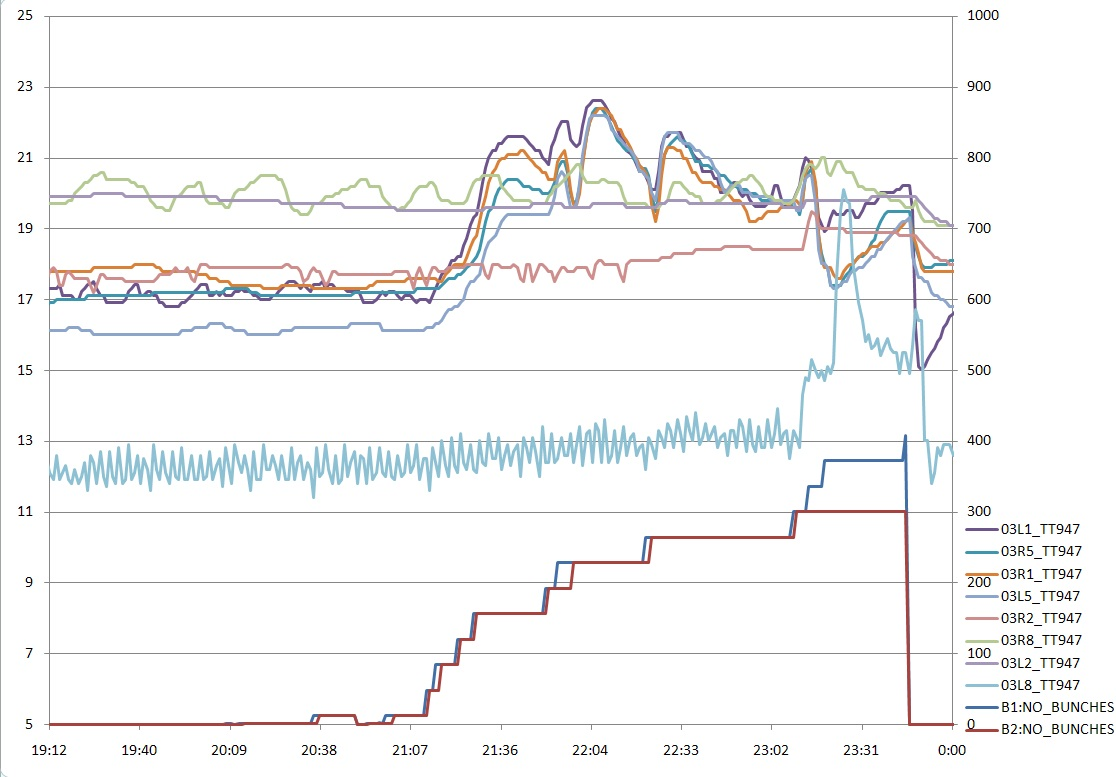 25
23
21
19
17
15
13
11
9
7
5
1000
900
800
700
600
500
400
300
200
100
0
03L1_TT947
03R5_TT947
03R1_TT947
03L5_TT947
03R2_TT947
03R8_TT947
03L2_TT947
03L8_TT947
B1:NO_BUNCHES
B2:NO_BUNCHES
19:12 19:40 20:09 20:38 21:07 21:36 22:04 22:33 23:02 23:31 0:00